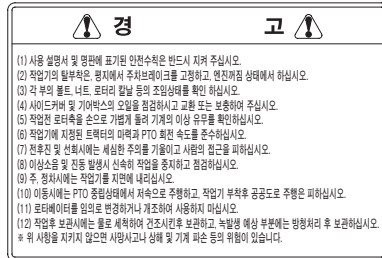 경 고
(1) 사용 설명서 및 명판에 표기된 안전수칙은 반드시 지켜 주십시오.
(2) 작업기의 탈부착은, 평지에서 주차브레이크를 고정하고, 엔진꺼짐 상태에서 하십시오.
(3) 각 부의 볼트, 너트, 로터리 칼날 등의 조임상태를 확인 하십시오.
(4) 사이드커버 및 기어박스의 오일을 점검하시고 교환 또는 보충하여 주십시오.
(5) 작업전 로터축을 손으로 가볍게 돌려 기계의 이상 유무를 확인하십시오.
(6) 작업기에 지정된 트랙터의 마력과 PTO 회전 속도를 준수하십시오.
(7) 전후진 및 선회시에는 세심한 주의를 기울이고 사람의 접근을 피하십시오.
(8) 이상소음 및 진동 발생시 신속히 작업을 중지하고 점검하십시오.
(9) 주, 정차시에는 작업기를 지면에 내리십시오.
(10) 이동시에는 PTO 중립상태에서 저속으로 주행하고, 작업기 부착후 공공도로 주행은 피하십시오.
(11) 로타베이터를 임의로 변경하거나 개조하여 사용하지 마십시오.
(12) 작업후 보관시에는 물로 세척하여 건조시킨후 보관하고, 녹발생 예상 부분에는 방청처리 후 보관하십시오.
※ 위 사항을 지키지 않으면 사망사고나 상해 및 기계 파손 등의 위험이 있습니다.